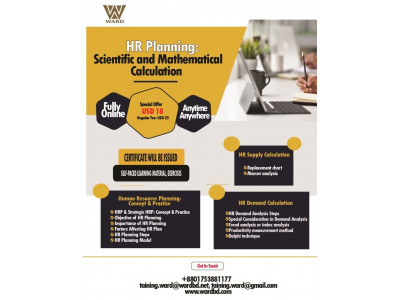 WARD
HR Planning:
Scientific and Mathematical
Calculation
Fully
Online
Special Offer
USD 18
Regular Fee: USD 25
Anytime
Anywhere
CERTIFICATE WILL BE ISSUED
SELF-PACED LEARNING MATERIAL, EXERCISES
HR Supply Calculation
Replacement chart
Marcov analysis
Human Resource Planning:
Concept & Practice
HRP & Strategic HRP: Concept & Practice
Objective of HR Planning
Importance of HR Planning
Factors Affecting HR Plan
HR Planning Steps
HR Planning Model
HR Demand Calculation
HR Demand Analysis Steps
Special Consideration in Demand Analysis
Trend analysis or index analysis
Productivity measurement method
Delphi technique
Get In Touch
+8801753881177
taining.ward@wardbd.net, taining.ward@gmail.com
www.wardbd.com